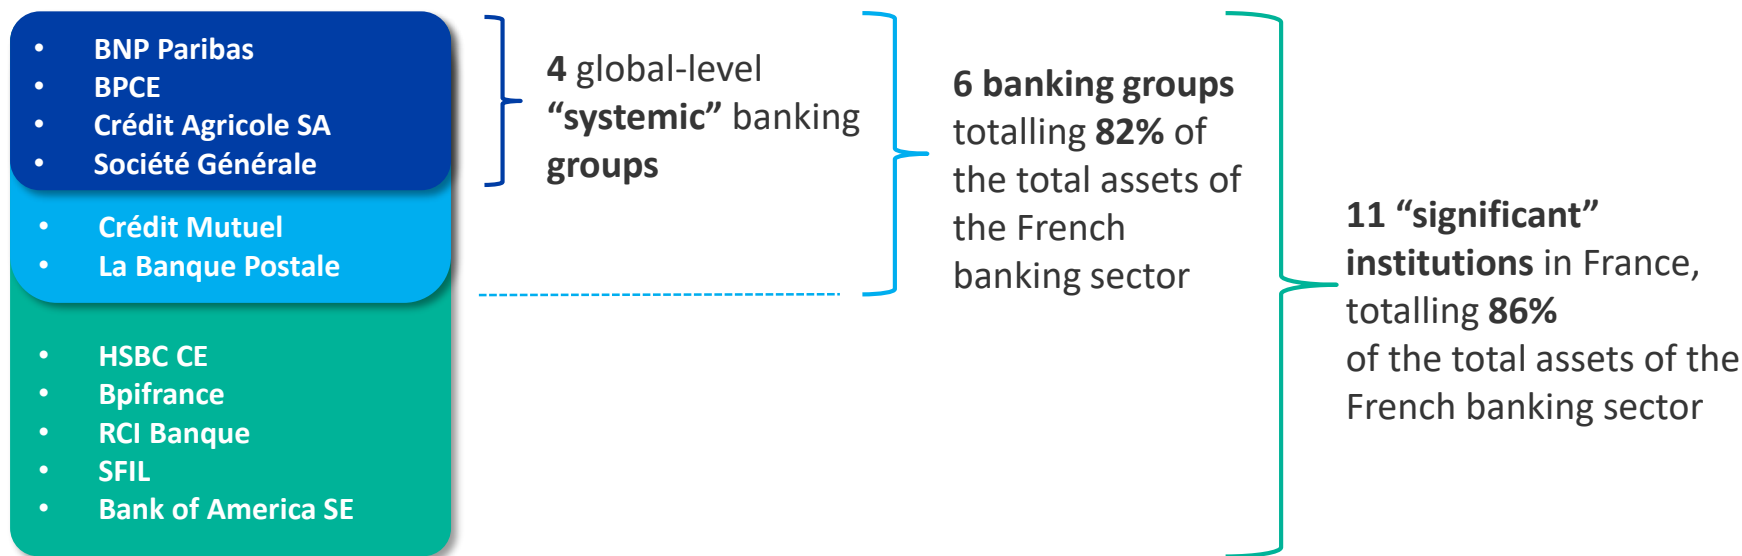 • BNP Paribas
• BPCE
• Crédit Agricole SA
• Société Générale
• Crédit Mutuel
• La Banque Postale
• HSBC CE
• Bpifrance
• RCI Banque
• SFIL
• Bank of America SE
4 global-level
“systemic” banking
groups
6 banking groups
totalling 82% of
the total assets of
the French
banking sector
11 “significant”
institutions in France,
totalling 86%
of the total assets of the
French banking sector